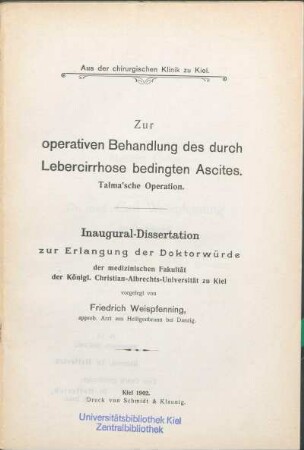 Aus der chirurgischen Klinik zu Kiel.
Zur
operativen Behandlung des durch
Lebercirrhose bedingten Ascites.
Talma'sche Operation.
Inaugural-Dissertation
zur Erlangung der Doktorwürde
der medizinischen Fakultät
der Königl. Christian-Albrechts-Universität zu Kiel
vorgelegt von
Friedrich Weispfenning,
approb. Arzt aus Heiligenbrunn bei Danzig.
Kiel 1902.
Druck von Schmidt & Klaunig.
Universitätsbibliothek Kiel
Zentralbibliothek